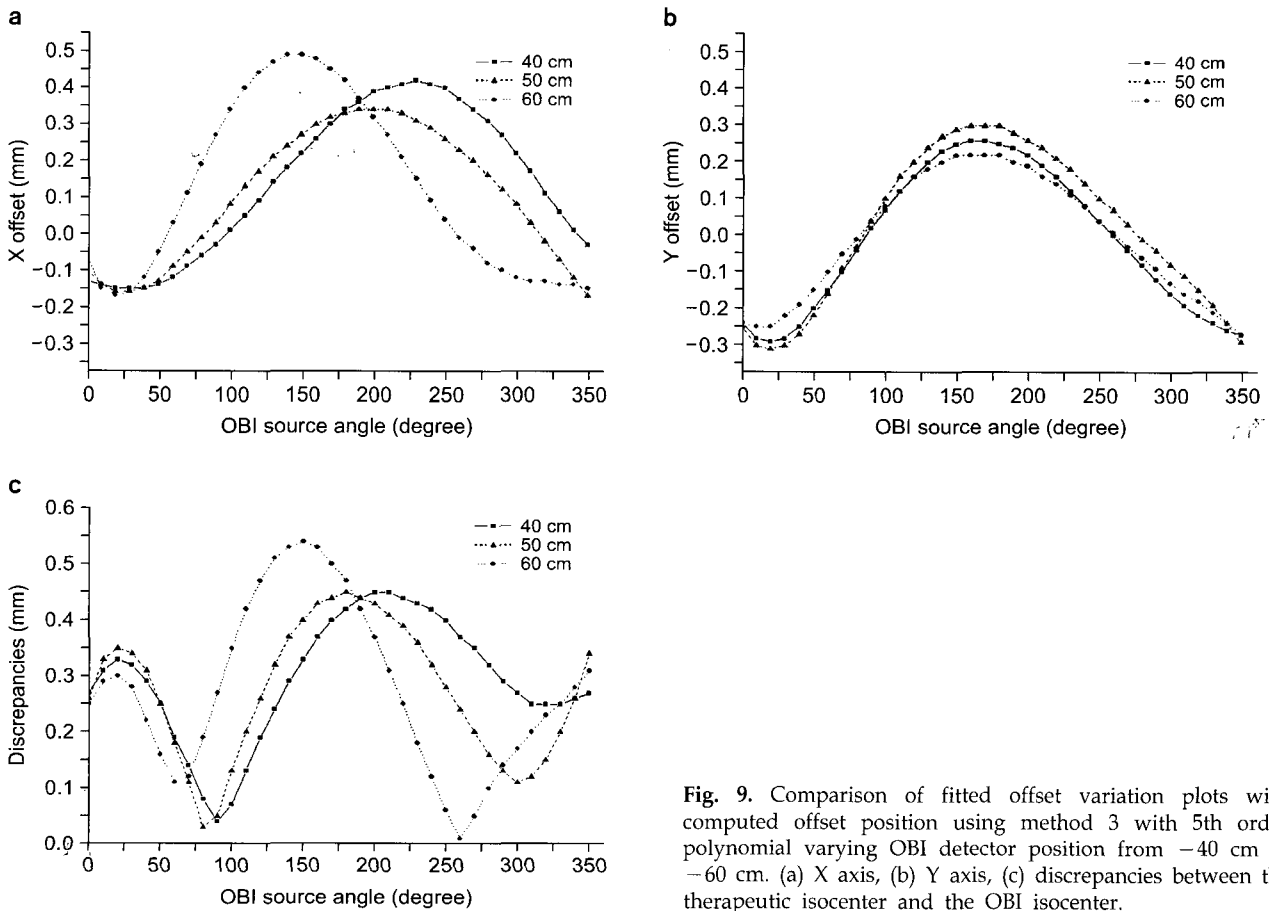 a
0.5
0.4
0.3
0.2
0.1
0.0
−0.1
−0.2
−0.3
X offset (mm)
40 cm
50 cm
60 cm
0 50 100 150 200 250 300 350
OBI source angle (degree)
b
0.5
0.4
0.3
0.2
0.1
0.0
−0.1
−0.2
−0.3
Y offset (mm)
40 cm
50 cm
60 cm
0 50 100 150 200 250 300 350
OBI source angle (degree)
c
0.6
0.5
0.4
0.3
0.2
0.1
0.0
Discrepancies (mm)
40 cm
50 cm
60 cm
0 50 100 150 200 250 300 350
OBI source angle (degree)
Fig. 9. Comparison of fitted offset variation plots wi
computed offset position using method 3 with 5th ord
polynomial varying OBI detector position from −40 cm
−60 cm. (a) X axis, (b) Y axis, (c) discrepancies between t
therapeutic isocenter and the OBI isocenter.